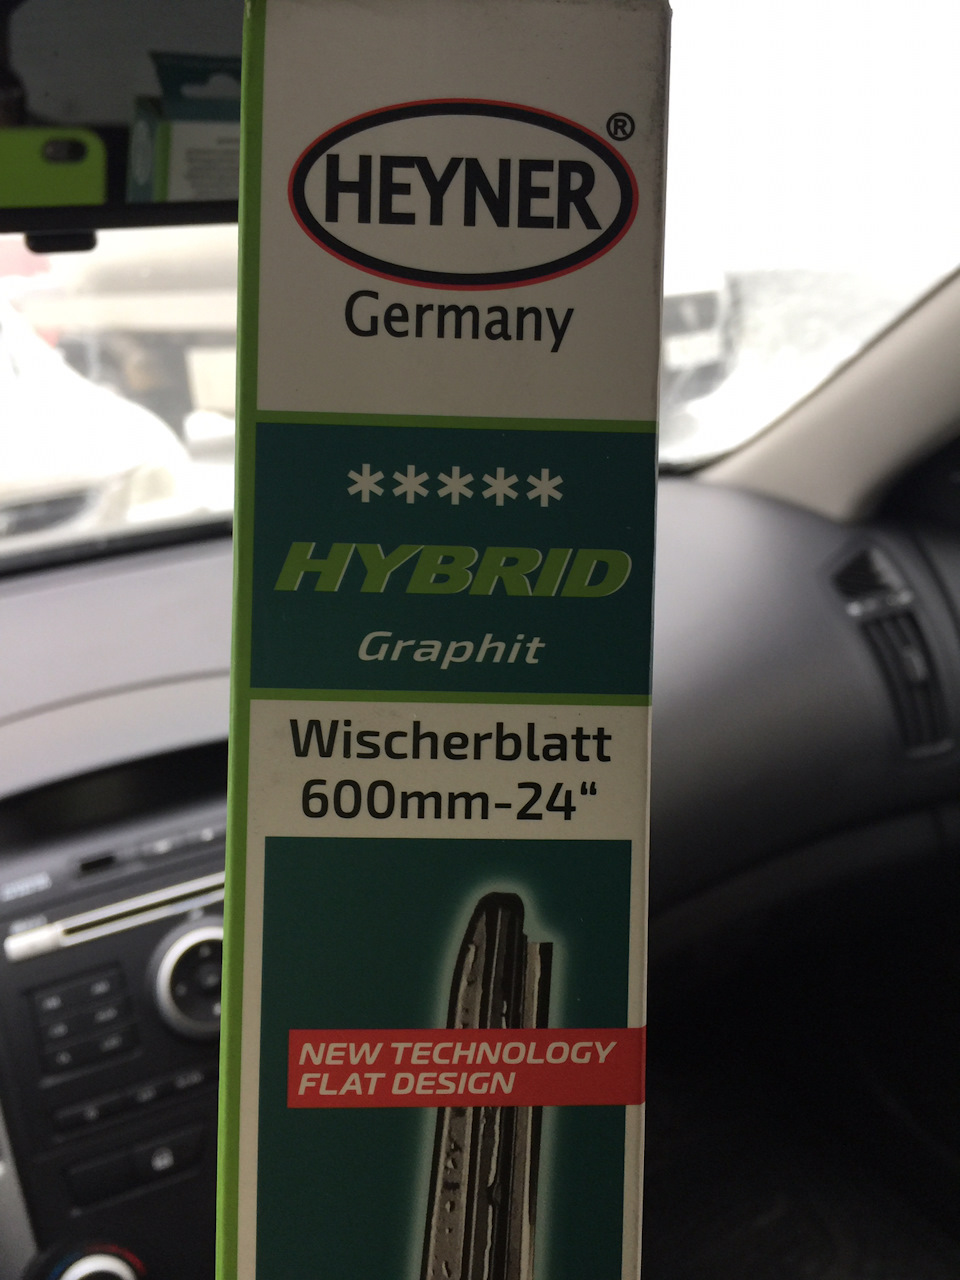 HEYNER®
Germany
*****
HYBRID
Graphit
Wischerblatt
600mm-24“
NEW TECHNOLOGY
FLAT DESIGN